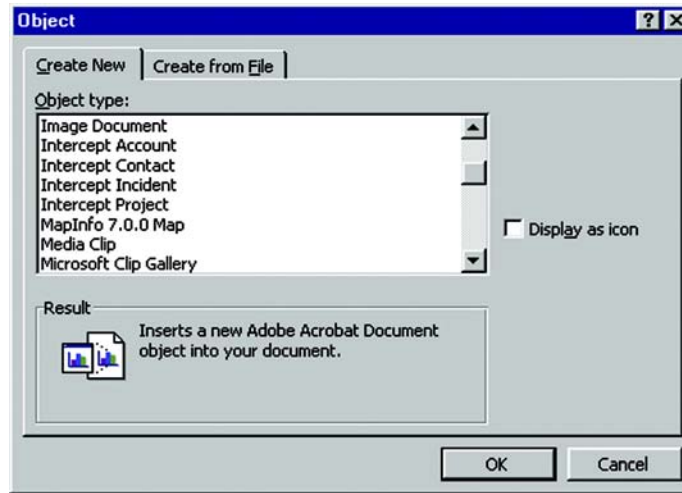 Object
Create New
Create from File
Object type:
Image Document
Intercept Account
Intercept Contact
Intercept Incident
Intercept Project
MapInfo 7.0.0 Map
Media Clip
Microsoft Clip Gallery
Display as icon
Result
Inserts a new Adobe Acrobat Document
object into your document.
OK
Cancel